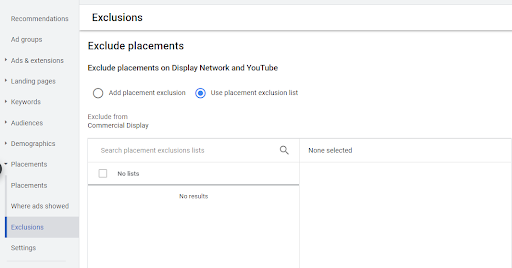 Recommendations
Ad groups
Ads & extensions
Landing pages
Keywords
Audiences
Demographics
Placements
Placements
Where ads showed
Exclusions
Settings
Exclusions
Exclude placements
Exclude placements on Display Network and YouTube
Add placement exclusion
Use placement exclusion list
Exclude from
Commercial Display
Search placement exclusions lists
None selected
No lists
No results